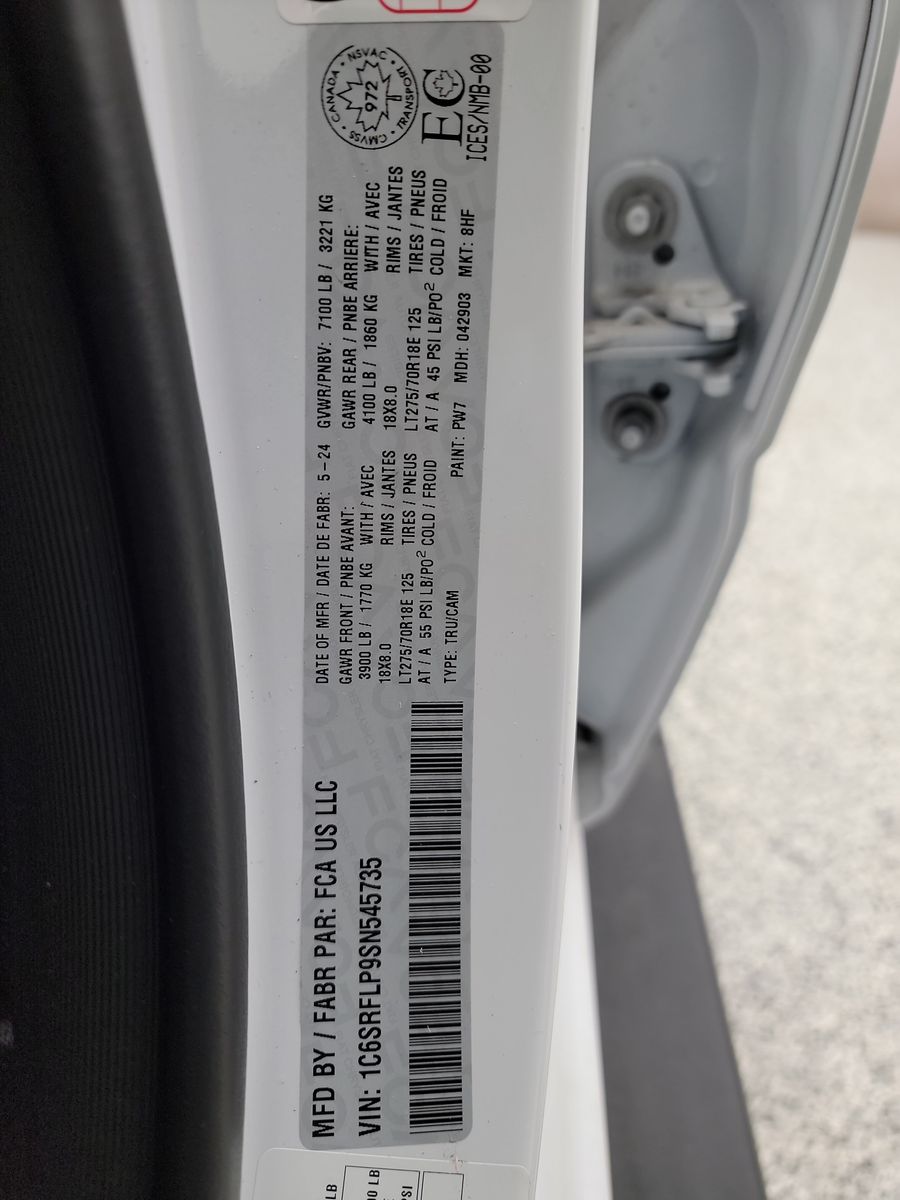 MFD BY / FABR PAR: FCA US LLC
VIN: 1C6SRFLP9SN545735
DATE OF MFR / DATE DE FABR: 5-24 GVWR/PNBV: 7100 LB / 3221 KG
GAWR FRONT / PNBE AVANT: GAWR REAR / PNBE ARRIERE:
3900 LB / 1770 KG WITH / AVEC 4100 LB / 1860 KG WITH / AVEC
18X8.0 RIMS / JANTES 18X8.0 RIMS / JANTES
LT275/70R18E 125 TIRES / PNEUS LT275/70R18E 125 TIRES / PNEUS
AT / A 55 PSI LB/PO² COLD / FROID AT / A 45 PSI LB/PO² COLD / FROID
TYPE: TRU/CAM PAINT: PW7 MDH: 042903 MKT: 8HF
CANADA · NSVAC · TRANSPORT · CMVSS
972
EC
ICES/NMB-00
LB
00 LB
PSI